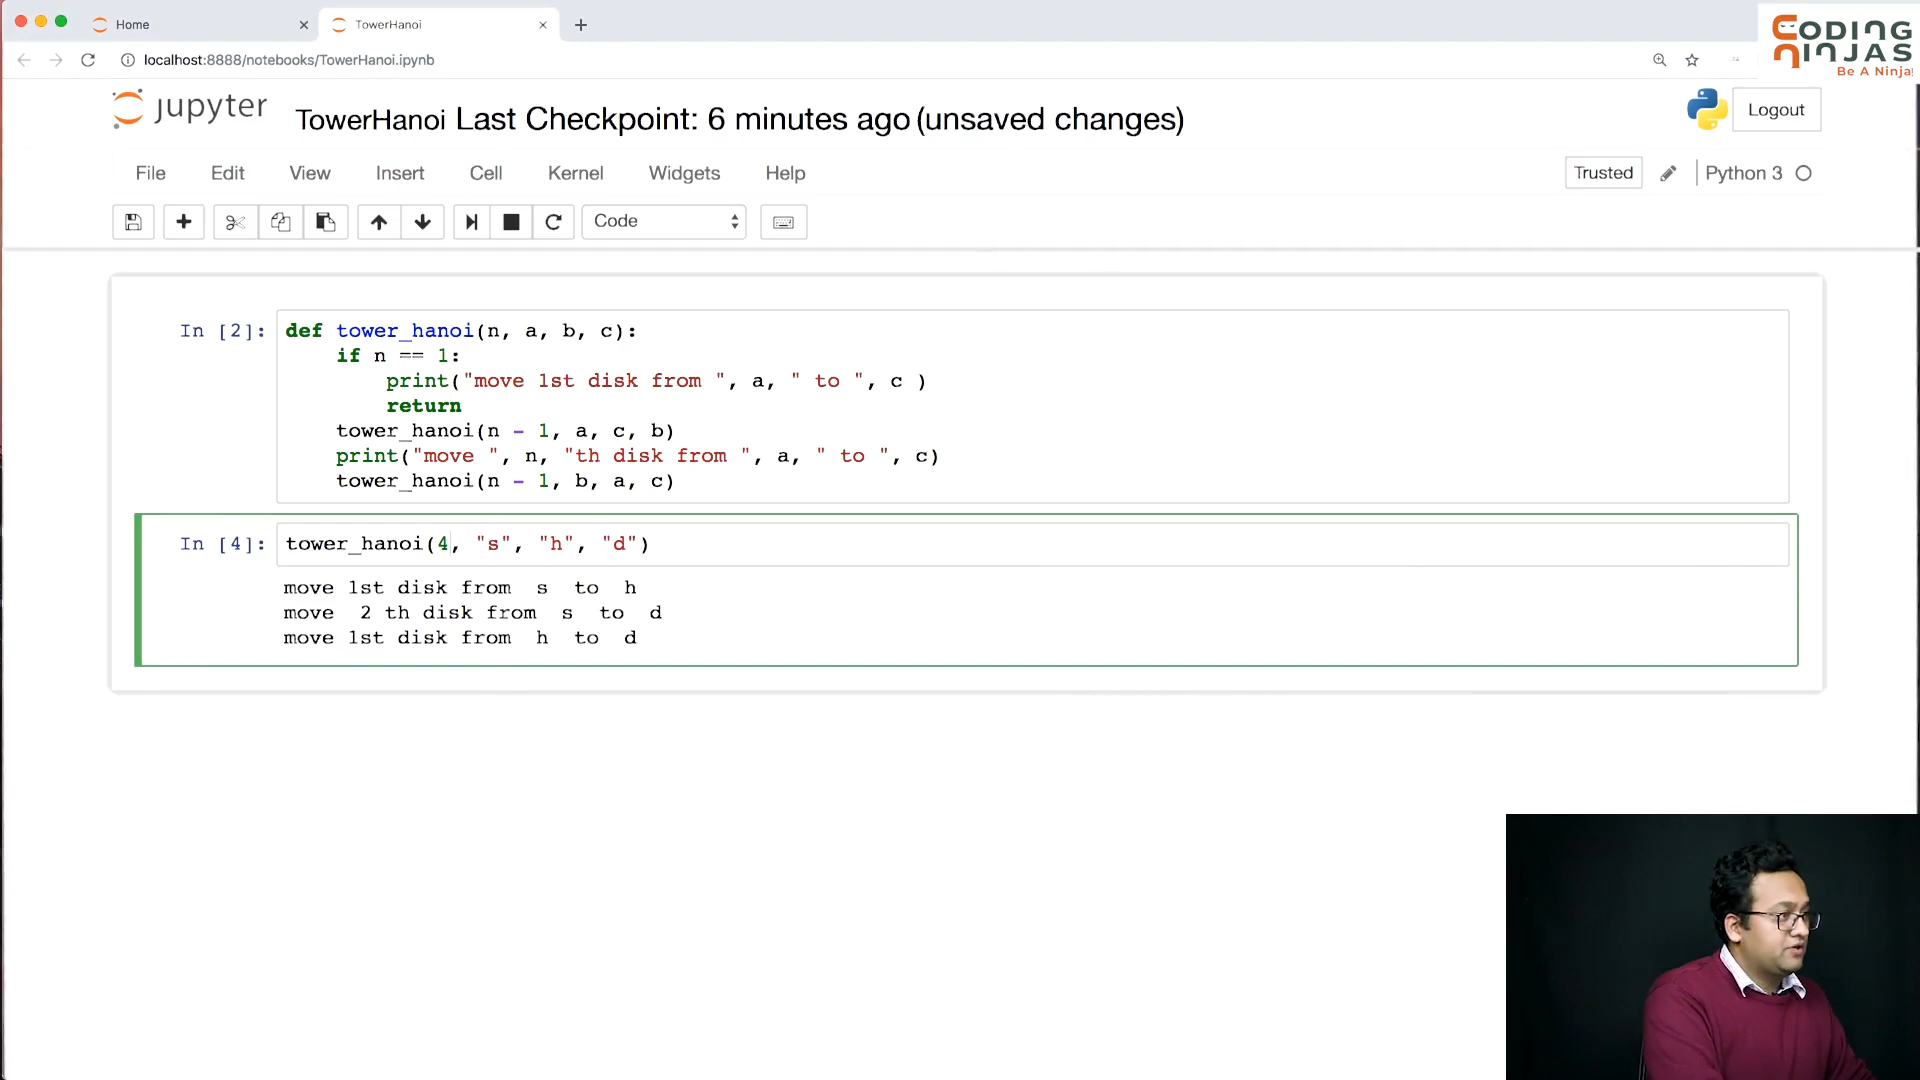 Home
TowerHanoi
localhost:8888/notebooks/TowerHanoi.ipynb
CODING NINJAS
Be A Ninja!
jupyter TowerHanoi Last Checkpoint: 6 minutes ago (unsaved changes)
Logout
File Edit View Insert Cell Kernel Widgets Help
Trusted
Python 3
Code
In [2]: def tower_hanoi(n, a, b, c):
if n == 1:
print("move 1st disk from ", a, " to ", c )
return
tower_hanoi(n - 1, a, c, b)
print("move ", n, "th disk from ", a, " to ", c)
tower_hanoi(n - 1, b, a, c)
In [4]: tower_hanoi(4, "s", "h", "d")
move 1st disk from  s  to  h
move  2 th disk from  s  to  d
move 1st disk from  h  to  d